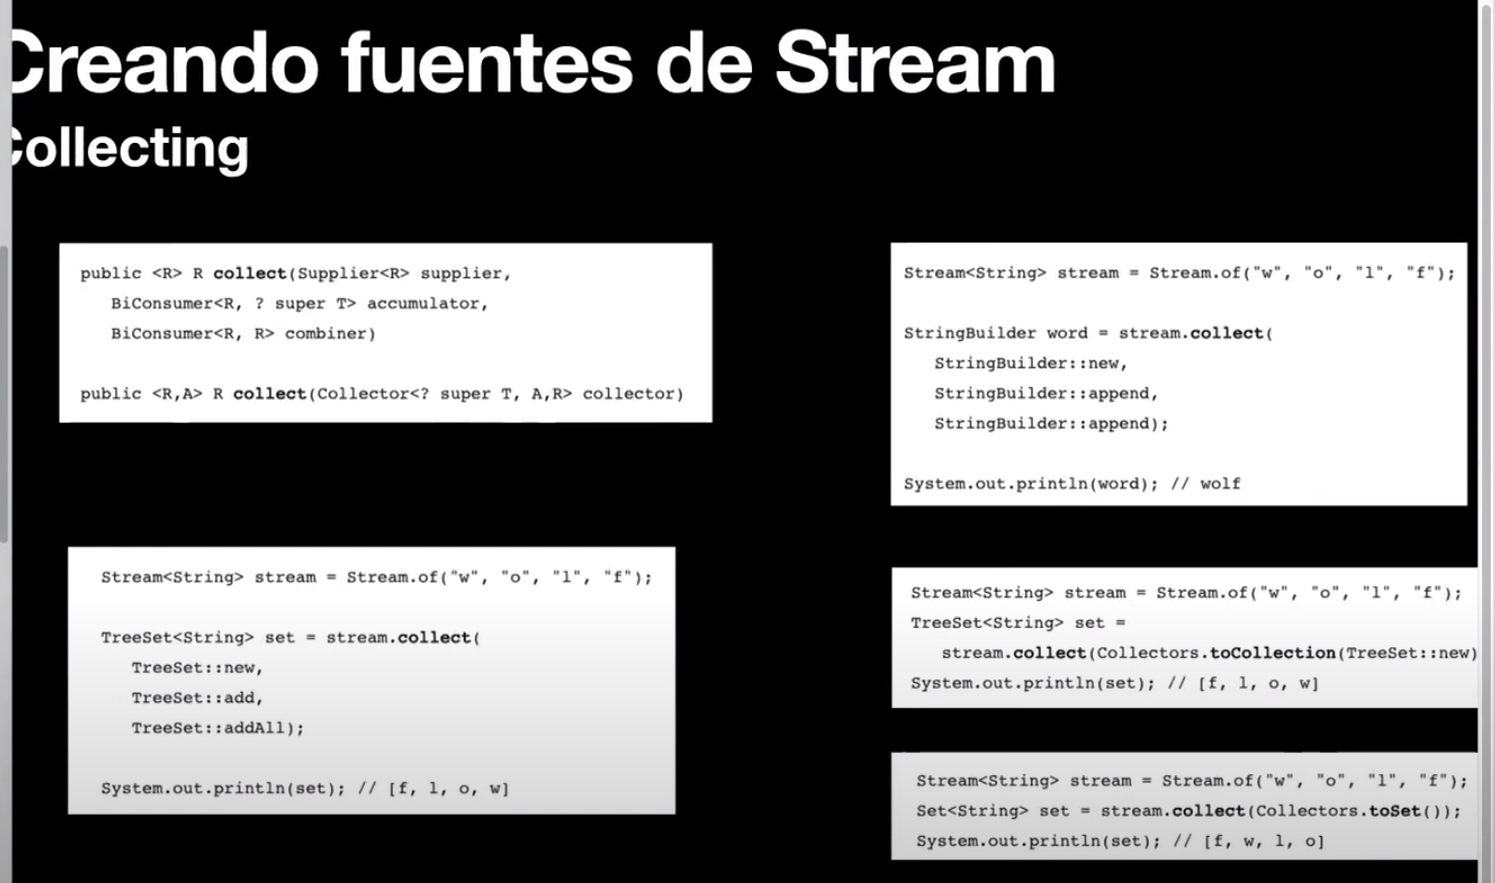 Creando fuentes de Stream
Collecting
public <R> R collect(Supplier<R> supplier,
BiConsumer<R, ? super T> accumulator,
BiConsumer<R, R> combiner)
public <R,A> R collect(Collector<? super T, A,R> collector)
Stream<String> stream = Stream.of("w", "o", "l", "f");
StringBuilder word = stream.collect(
StringBuilder::new,
StringBuilder::append,
StringBuilder::append);
System.out.println(word); // wolf
Stream<String> stream = Stream.of("w", "o", "l", "f");
TreeSet<String> set = stream.collect(
TreeSet::new,
TreeSet::add,
TreeSet::addAll);
System.out.println(set); // [f, l, o, w]
Stream<String> stream = Stream.of("w", "o", "l", "f");
TreeSet<String> set =
stream.collect(Collectors.toCollection(TreeSet::new)
System.out.println(set); // [f, l, o, w]
Stream<String> stream = Stream.of("w", "o", "l", "f");
Set<String> set = stream.collect(Collectors.toSet());
System.out.println(set); // [f, w, l, o]